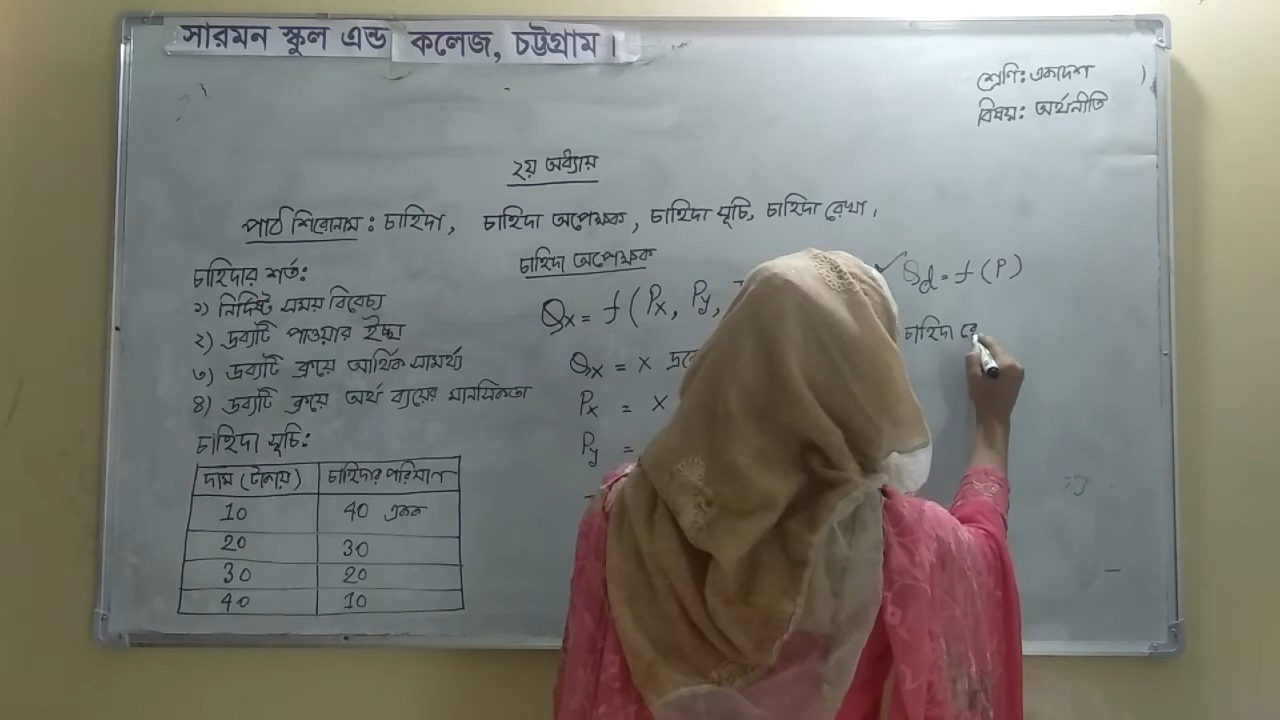 সারমন স্কুল এন্ড কলেজ, চট্টগ্রাম।
শ্রেণি: একাদশ
বিষয়: অর্থনীতি
২য় অধ্যায়
পাঠ শিরোনাম: চাহিদা, চাহিদা অপেক্ষক, চাহিদা সূচি, চাহিদা রেখা।
চাহিদার শর্ত:
১) নির্দিষ্ট সময় বিবেচ্য
২) দ্রব্যটি পাওয়ার ইচ্ছা
৩) দ্রব্যটি ক্রয়ে আর্থিক সামর্থ্য
৪) দ্রব্যটি ক্রয়ে অর্থ ব্যয়ের মানসিকতা
চাহিদা সূচি:
দাম (টাকায়) চাহিদার পরিমাণ
10 40 একক
20 30
30 20
40 10
চাহিদা অপেক্ষক
Qx = f (Px, Py,
Qx = x
Px = x
Py =
Qd = f (P)
চাহিদা রে